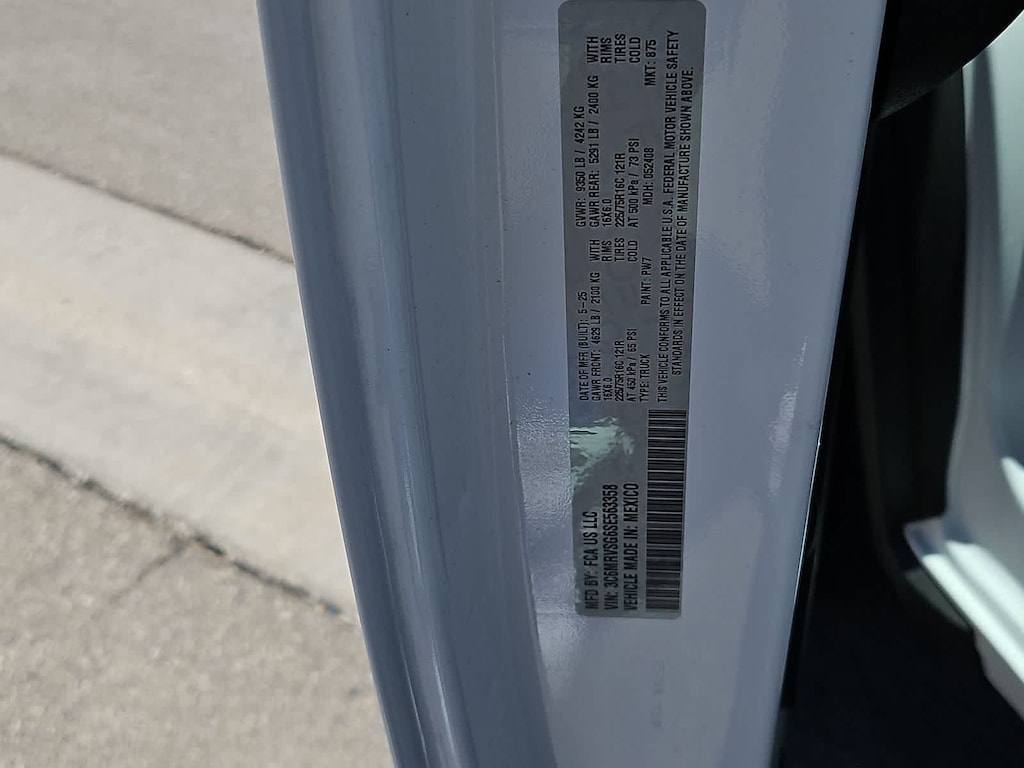 MFD BY: FCA US LLC
DATE OF MFR (BUILT): 5-25
GVWR: 9350 LB / 4242 KG
GAWR FRONT: 4629 LB / 2100 KG WITH
GAWR REAR: 5291 LB / 2400 KG WITH
16X6.0 RIMS
16X6.0 RIMS
225/75R16C 121R TIRES
225/75R16C 121R TIRES
AT 450 kPa / 65 PSI COLD
AT 500 kPa / 73 PSI COLD
VIN: 3C6MRVSG6SE563358
TYPE: TRUCK PAINT: PW7 MDH: 052408 MKT: 875
VEHICLE MADE IN: MEXICO
THIS VEHICLE CONFORMS TO ALL APPLICABLE U.S.A. FEDERAL MOTOR VEHICLE SAFETY
STANDARDS IN EFFECT ON THE DATE OF MANUFACTURE SHOWN ABOVE.